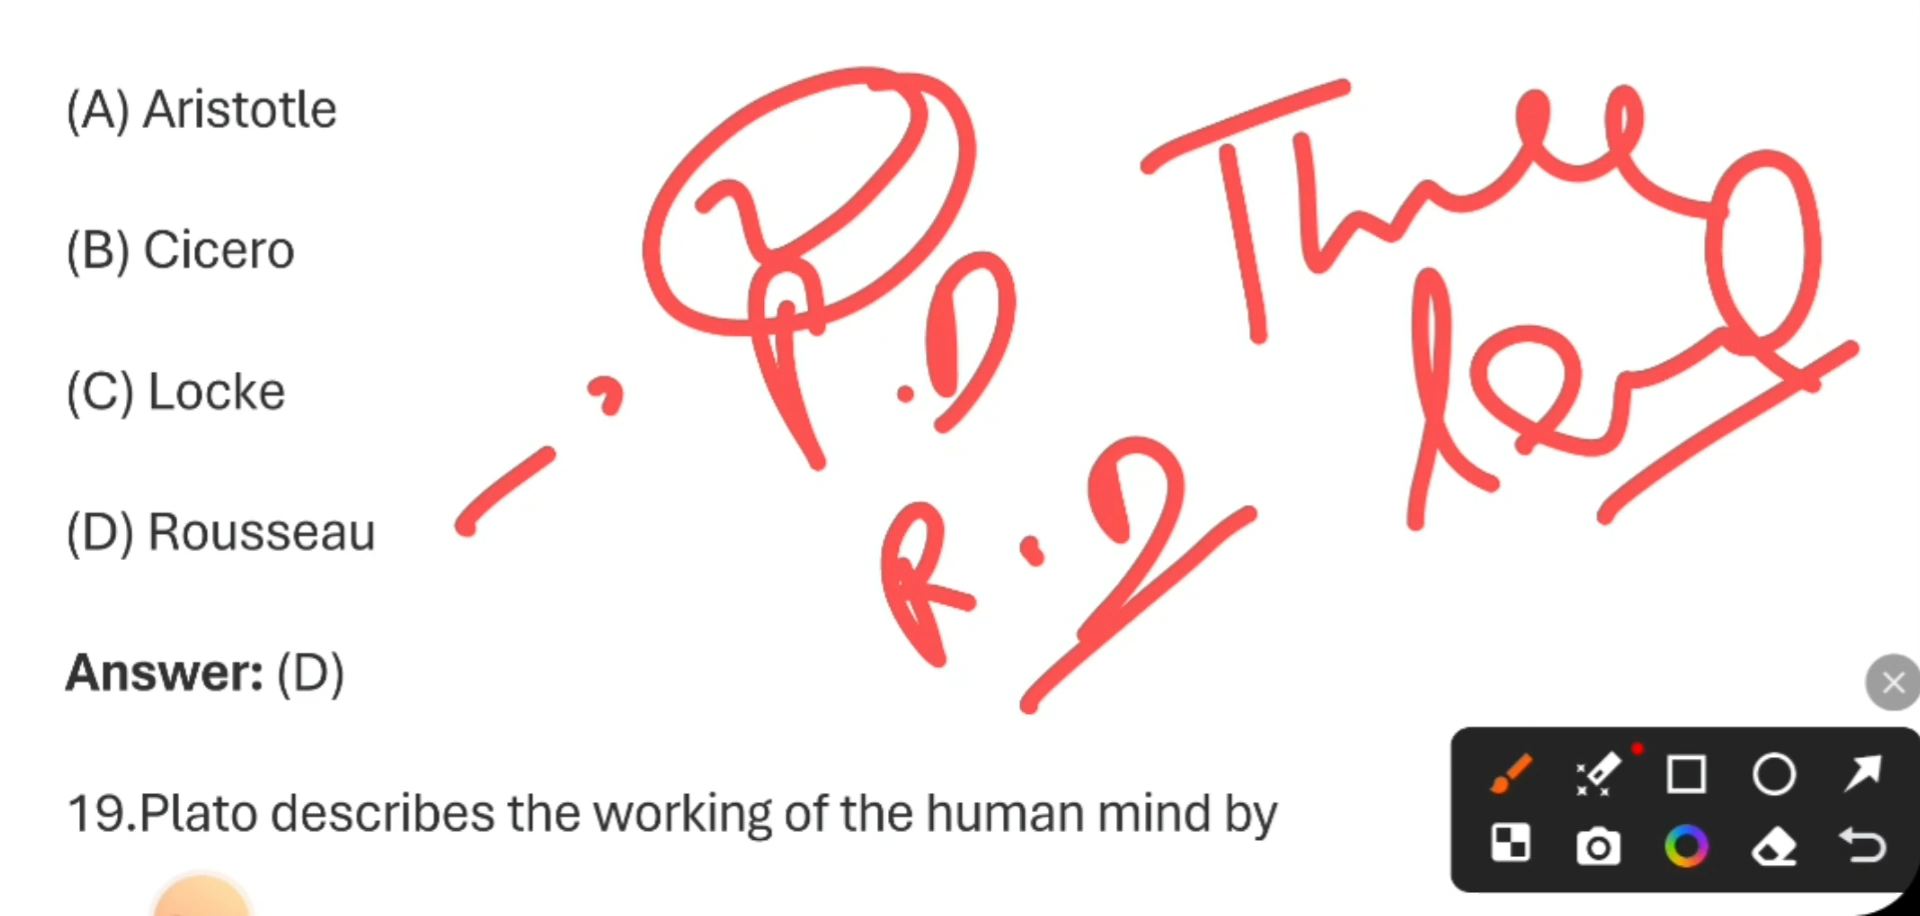 (A) Aristotle
(B) Cicero
(C) Locke
(D) Rousseau
P.D
R.D
Answer: (D)
19.Plato describes the working of the human mind by